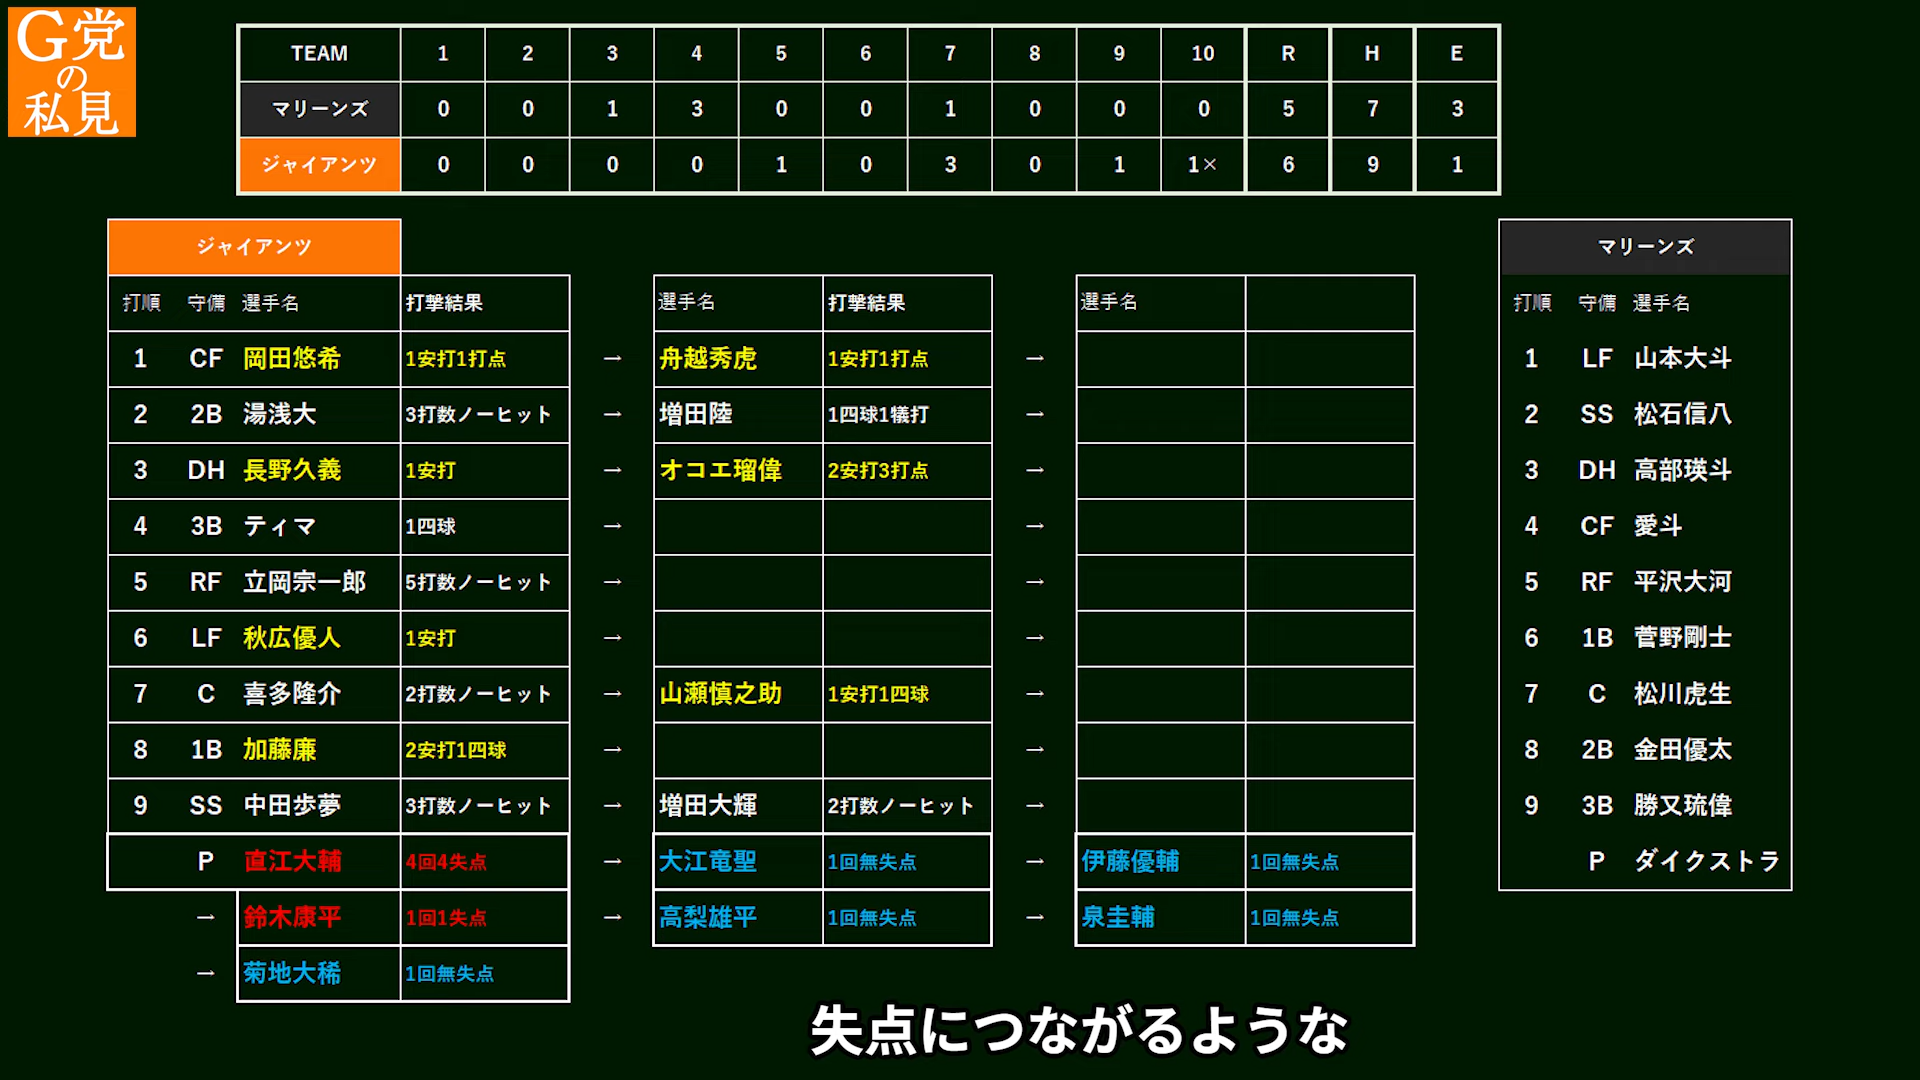 G党
の
私見
TEAM 1 2 3 4 5 6 7 8 9 10 R H E
マリーンズ 0 0 1 3 0 0 1 0 0 0 5 7 3
ジャイアンツ 0 0 0 0 1 0 3 0 1 1× 6 9 1
ジャイアンツ マリーンズ
打順 守備 選手名 打撃結果 選手名 打撃結果 選手名 打順 守備 選手名
1 CF 岡田悠希 1安打1打点 → 舟越秀虎 1安打1打点 → 1 LF 山本大斗
2 2B 湯浅大 3打数ノーヒット → 増田陸 1四球1犠打 → 2 SS 松石信八
3 DH 長野久義 1安打 → オコエ瑠偉 2安打3打点 → 3 DH 高部瑛斗
4 3B ティマ 1四球 → → 4 CF 愛斗
5 RF 立岡宗一郎 5打数ノーヒット → → 5 RF 平沢大河
6 LF 秋広優人 1安打 → → 6 1B 菅野剛士
7 C 喜多隆介 2打数ノーヒット → 山瀬慎之助 1安打1四球 → 7 C 松川虎生
8 1B 加藤廉 2安打1四球 → → 8 2B 金田優太
9 SS 中田歩夢 3打数ノーヒット → 増田大輝 2打数ノーヒット → 9 3B 勝又琉偉
P 直江大輔 4回4失点 → 大江竜聖 1回無失点 → 伊藤優輔 1回無失点 P ダイクストラ
→ 鈴木康平 1回1失点 → 高梨雄平 1回無失点 → 泉圭輔 1回無失点
→ 菊地大稀 1回無失点
失点につながるような